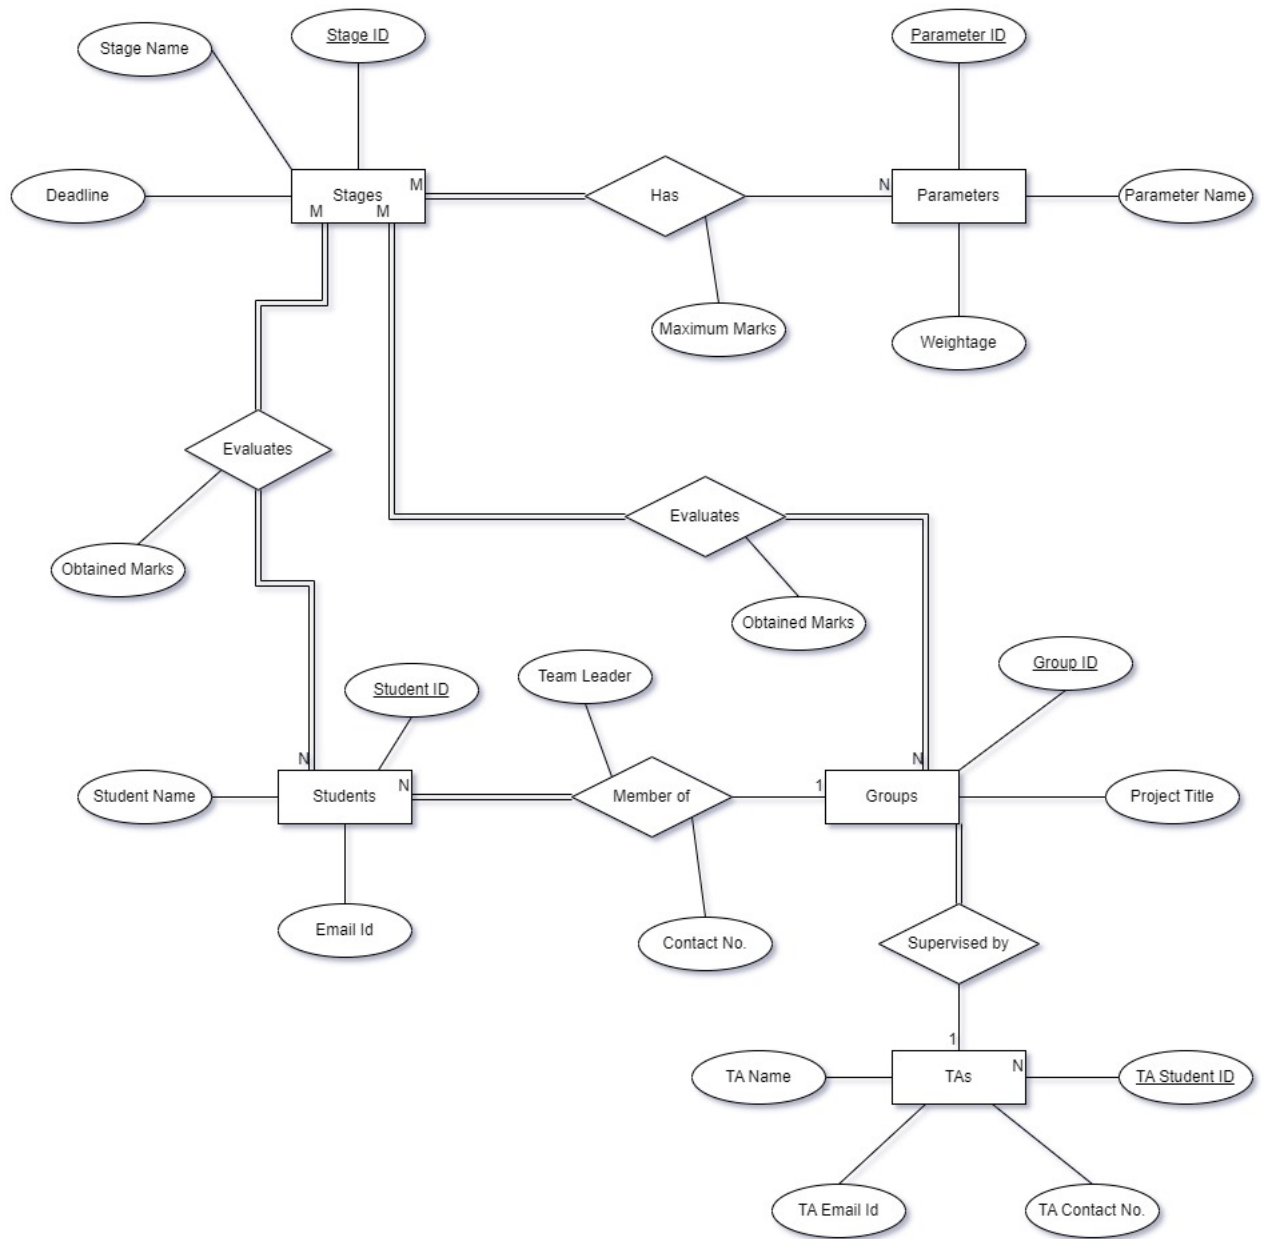 Stage Name
Stage ID
Parameter ID
Deadline
Stages
M
M
M
Has
N
Parameters
Parameter Name
Maximum Marks
Weightage
Evaluates
Obtained Marks
Evaluates
Obtained Marks
Student ID
Team Leader
Group ID
Student Name
N
Students
N
Member of
1
N
Groups
Project Title
Email Id
Contact No.
Supervised by
1
TA Name
TAs
N
TA Student ID
TA Email Id
TA Contact No.